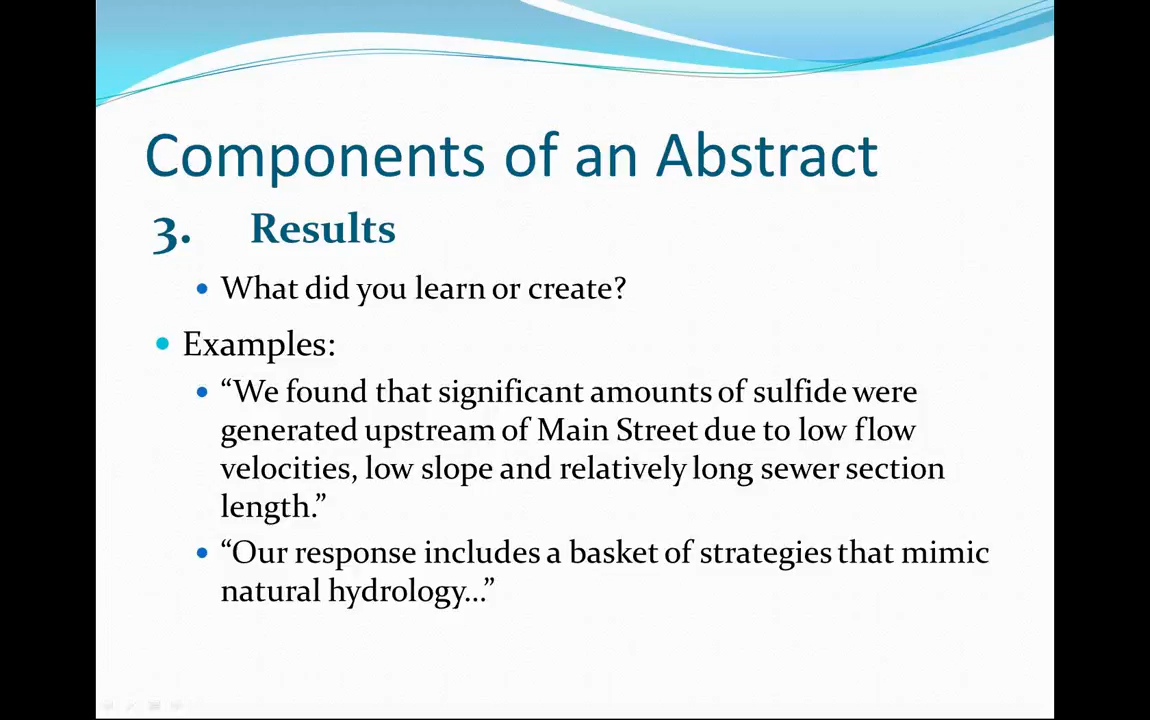 Components of an Abstract
3. Results
• What did you learn or create?
• Examples:
• “We found that significant amounts of sulfide were
generated upstream of Main Street due to low flow
velocities, low slope and relatively long sewer section
length.”
• “Our response includes a basket of strategies that mimic
natural hydrology...”